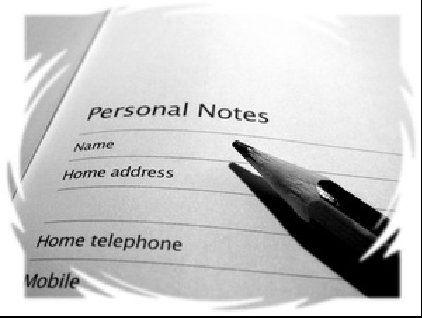 Personal Notes
Name
Home address
Home telephone
Mobile